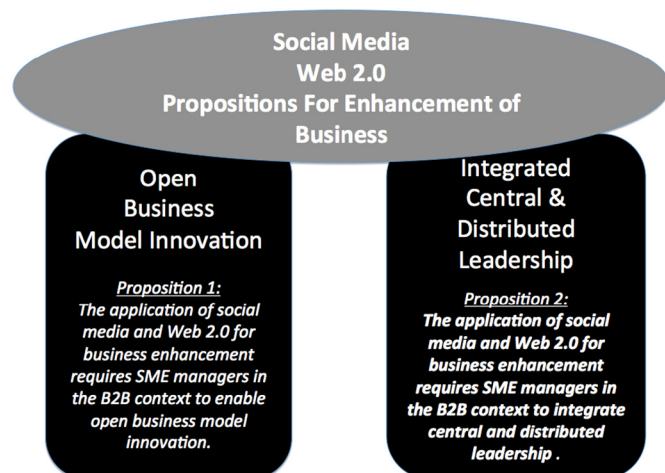 Social Media
Web 2.0
Propositions For Enhancement of
Business
Open
Business
Model Innovation
Proposition 1:
The application of social
media and Web 2.0 for
business enhancement
requires SME managers in
the B2B context to enable
open business model
innovation.
Integrated
Central &
Distributed
Leadership
Proposition 2:
The application of social
media and Web 2.0 for
business enhancement
requires SME managers in
the B2B context to integrate
central and distributed
leadership .